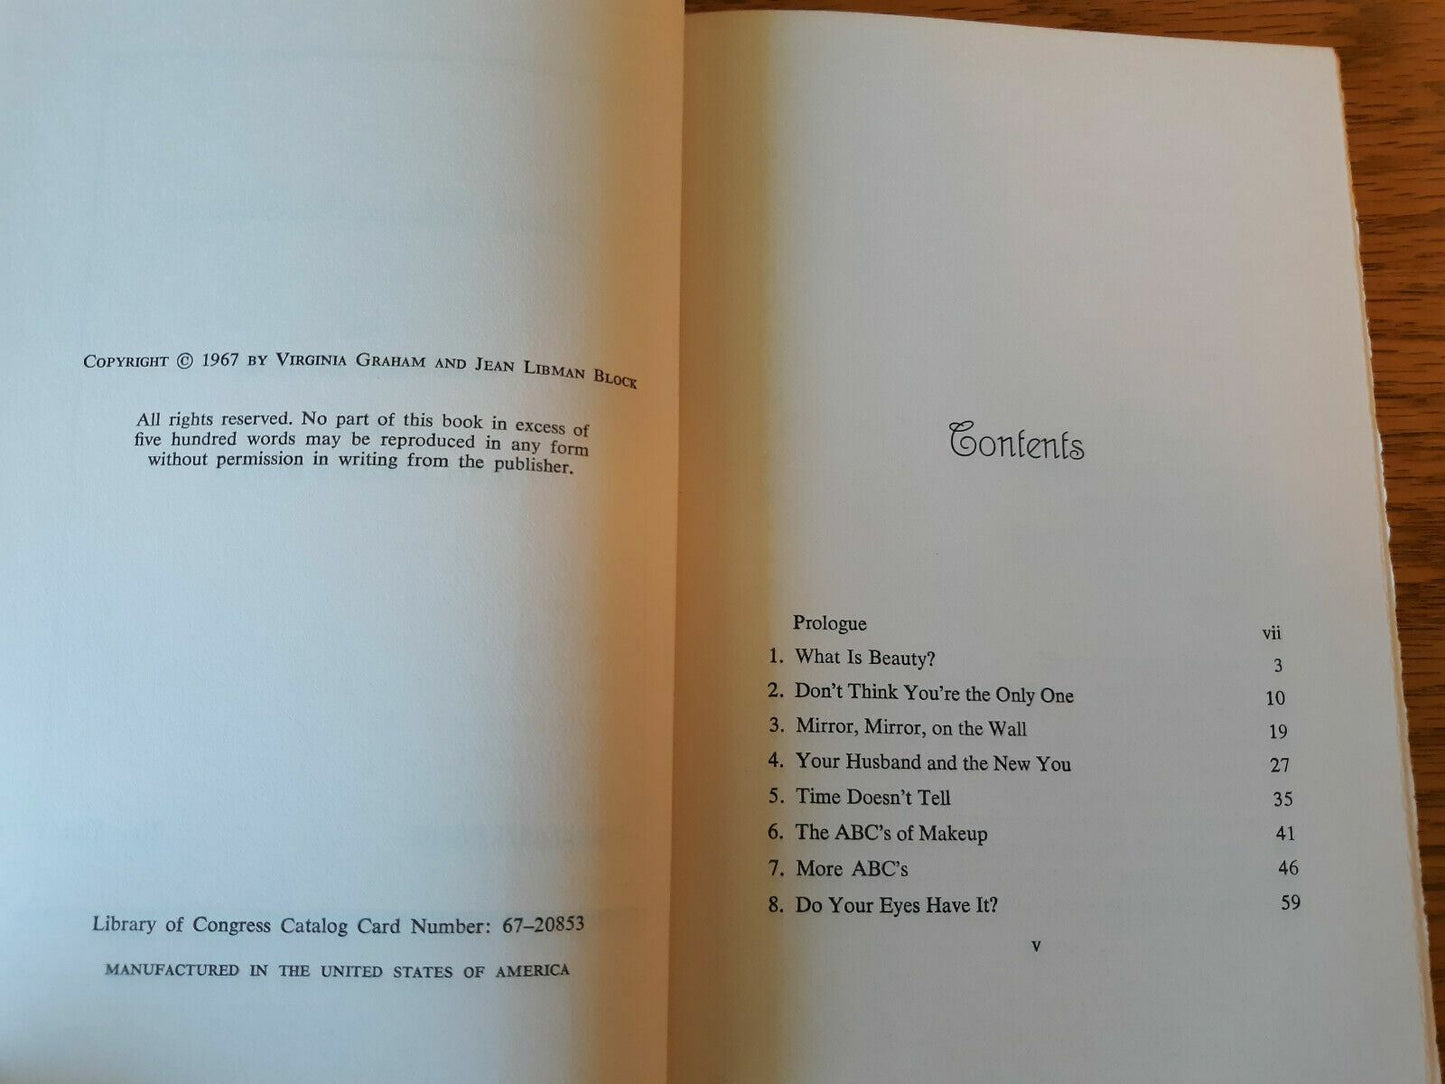 COPYRIGHT © 1967 BY VIRGINIA GRAHAM AND JEAN LIBMAN BLOCK
All rights reserved. No part of this book in excess of
five hundred words may be reproduced in any form
without permission in writing from the publisher.
Library of Congress Catalog Card Number: 67–20853
MANUFACTURED IN THE UNITED STATES OF AMERICA
Contents
Prologue vii
1. What Is Beauty? 3
2. Don't Think You're the Only One 10
3. Mirror, Mirror, on the Wall 19
4. Your Husband and the New You 27
5. Time Doesn't Tell 35
6. The ABC's of Makeup 41
7. More ABC's 46
8. Do Your Eyes Have It? 59
v